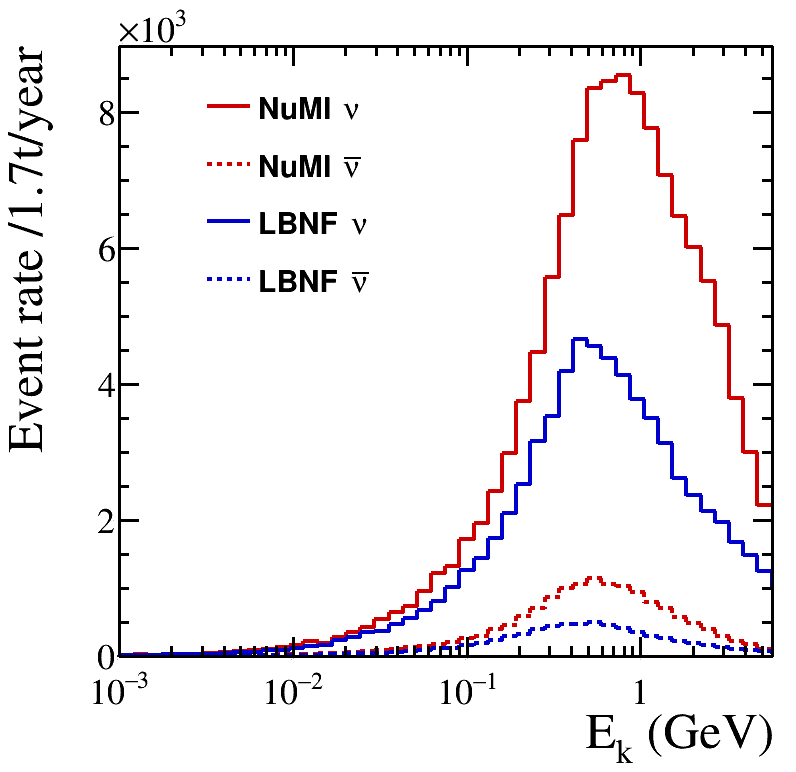 ×10³
Event rate /1.7t/year
8
6
4
2
0
NuMI ν
NuMI ν̅
LBNF ν
LBNF ν̅
10⁻³ 10⁻² 10⁻¹ 1
Eₖ (GeV)